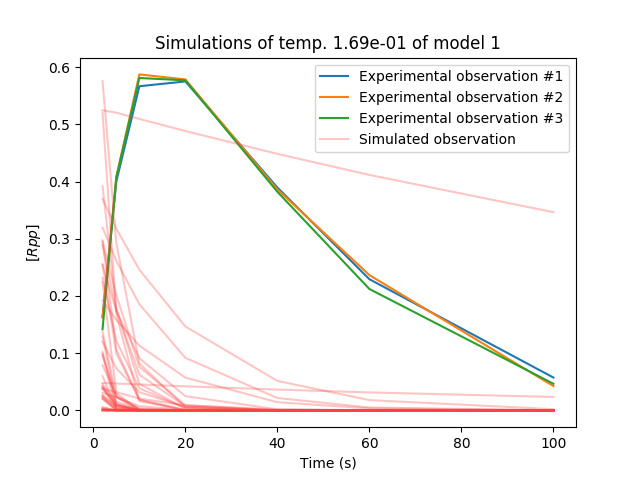 Simulations of temp. 1.69e-01 of model 1
Experimental observation #1
Experimental observation #2
Experimental observation #3
Simulated observation
[Rpp]
0.6
0.5
0.4
0.3
0.2
0.1
0.0
0 20 40 60 80 100
Time (s)